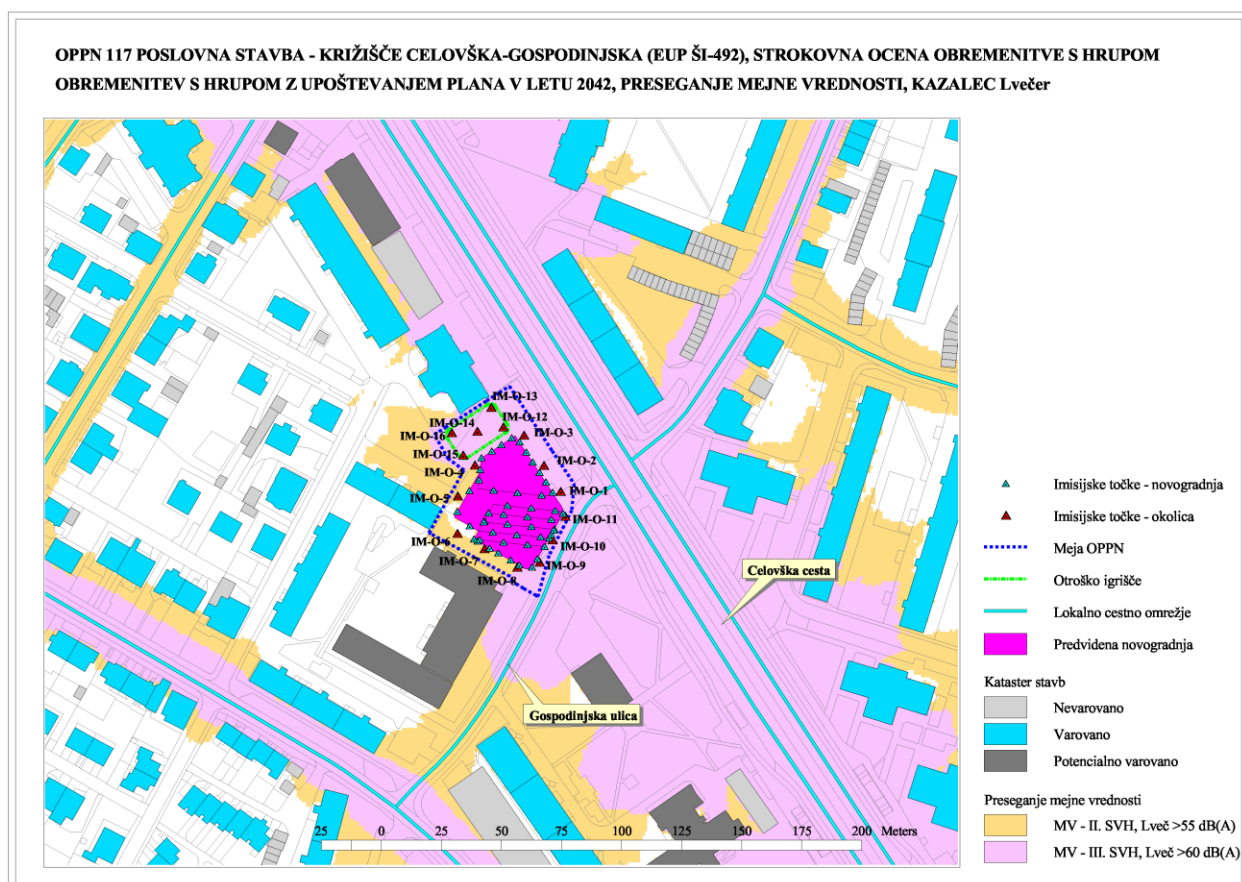 OPPN 117 POSLOVNA STAVBA - KRIŽIŠČE CELOVŠKA-GOSPODINJSKA (EUP ŠI-492), STROKOVNA OCENA OBREMENITVE S HRUPOM
OBREMENITEV S HRUPOM Z UPOŠTEVANJEM PLANA V LETU 2042, PRESEGANJE MEJNE VREDNOSTI, KAZALEC Lvečer
IM-O-13
IM-O-12
IM-O-14
IM-O-3
IM-O-16
IM-O-15
IM-O-2
IM-O-4
IM-O-1
IM-O-5
IM-O-11
IM-O-6
IM-O-10
IM-O-7
IM-O-9
IM-O-8
Celovška cesta
Gospodinjska ulica
25 0 50 100 150 200 Meters
Imisijske točke - novogradnja
Imisijske točke - okolica
Meja OPPN
Otroško igrišče
Lokalno cestno omrežje
Predvidena novogradnja
Kataster stavb
Nevarovano
Varovano
Potencialno varovano
Preseganje mejne vrednosti
MV - II. SVH, Lveč >55 dB(A)
MV - III. SVH, Lveč >60 dB(A)